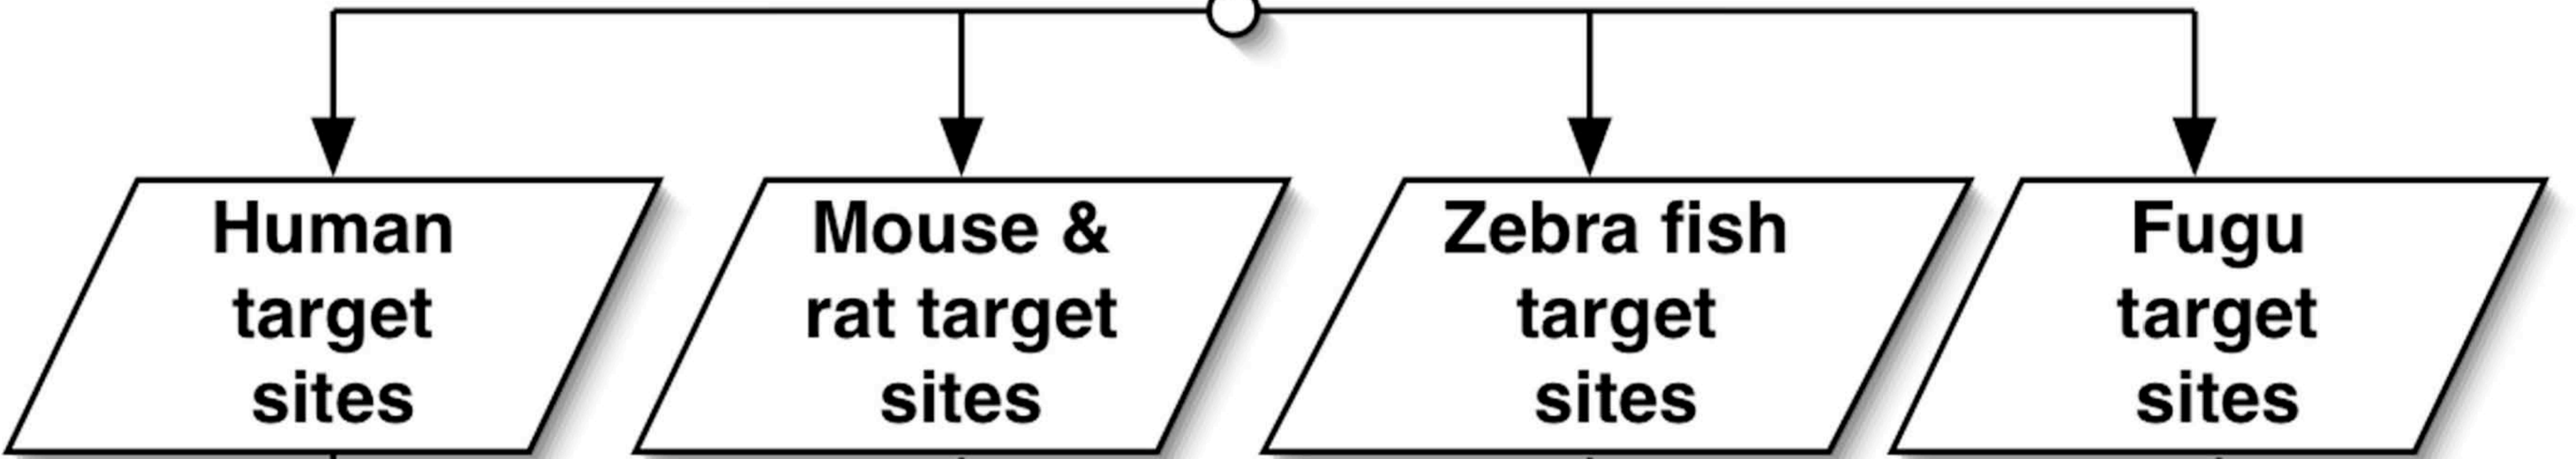 Human
target
sites
Mouse &
rat target
sites
Zebra fish
target
sites
Fugu
target
sites